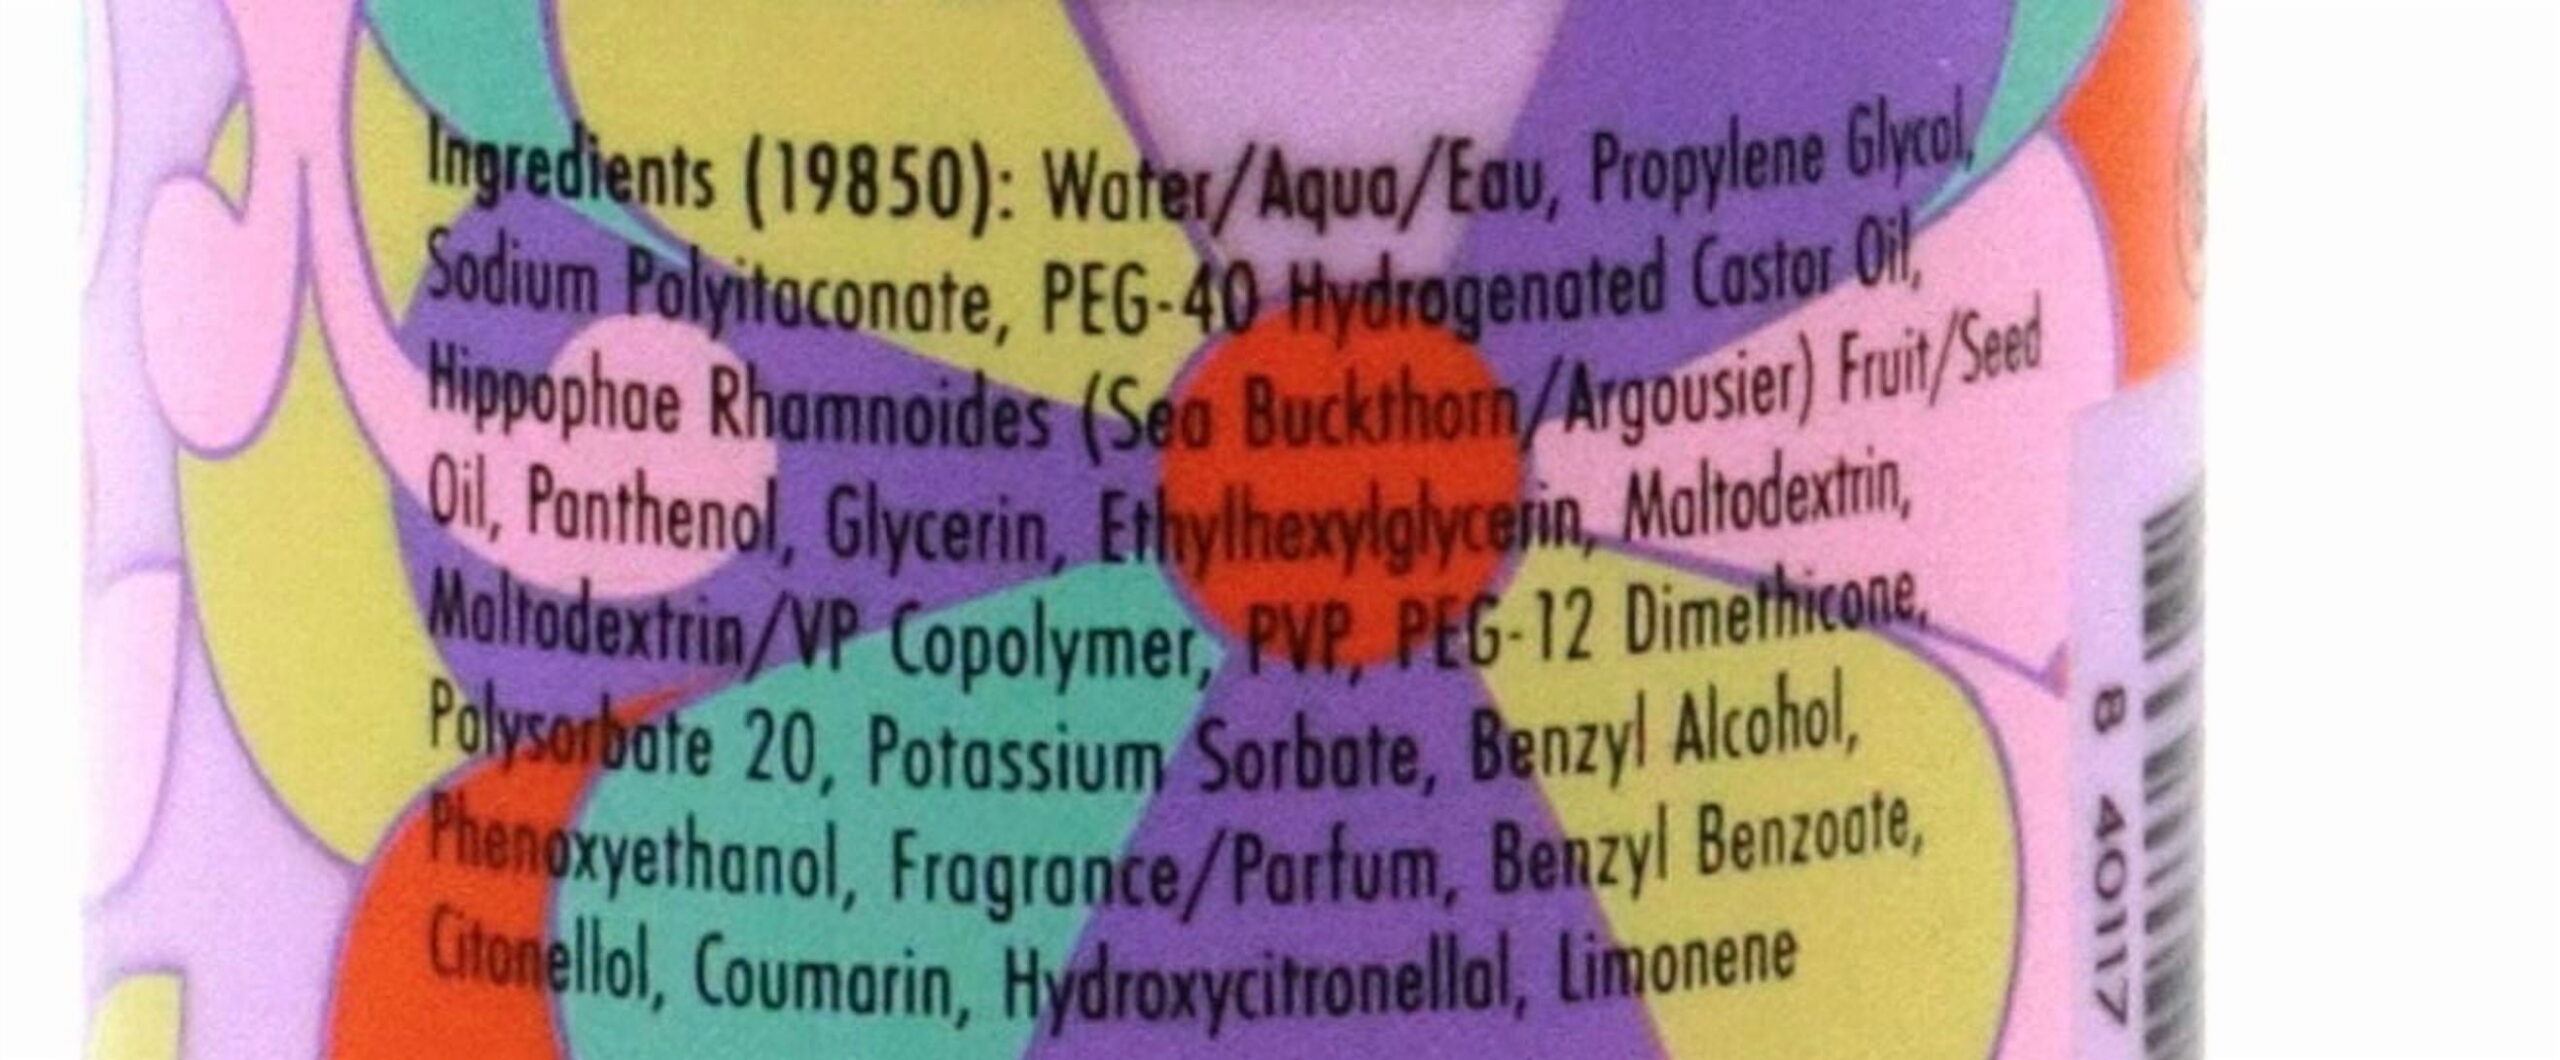 Ingredients (19850): Water/Aqua/Eau, Propylene Glycol,
Sodium Polyitaconate, PEG-40 Hydrogenated Castor Oil,
Hippophae Rhamnoides (Sea Buckthorn/Argousier) Fruit/Seed
Oil, Panthenol, Glycerin, Ethylhexylglycerin, Maltodextrin,
Maltodextrin/VP Copolymer, PVP, PEG-12 Dimethicone,
Polysorbate 20, Potassium Sorbate, Benzyl Alcohol,
Phenoxyethanol, Fragrance/Parfum, Benzyl Benzoate,
Citonellol, Coumarin, Hydroxycitronellal, Limonene
8 40117